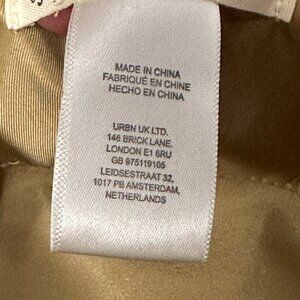 MADE IN CHINA
FABRIQUÉ EN CHINE
HECHO EN CHINA
URBN UK LTD.
146 BRICK LANE,
LONDON E1 6RU
GB 975119105
LEIDSESTRAAT 32,
1017 PB AMSTERDAM,
NETHERLANDS